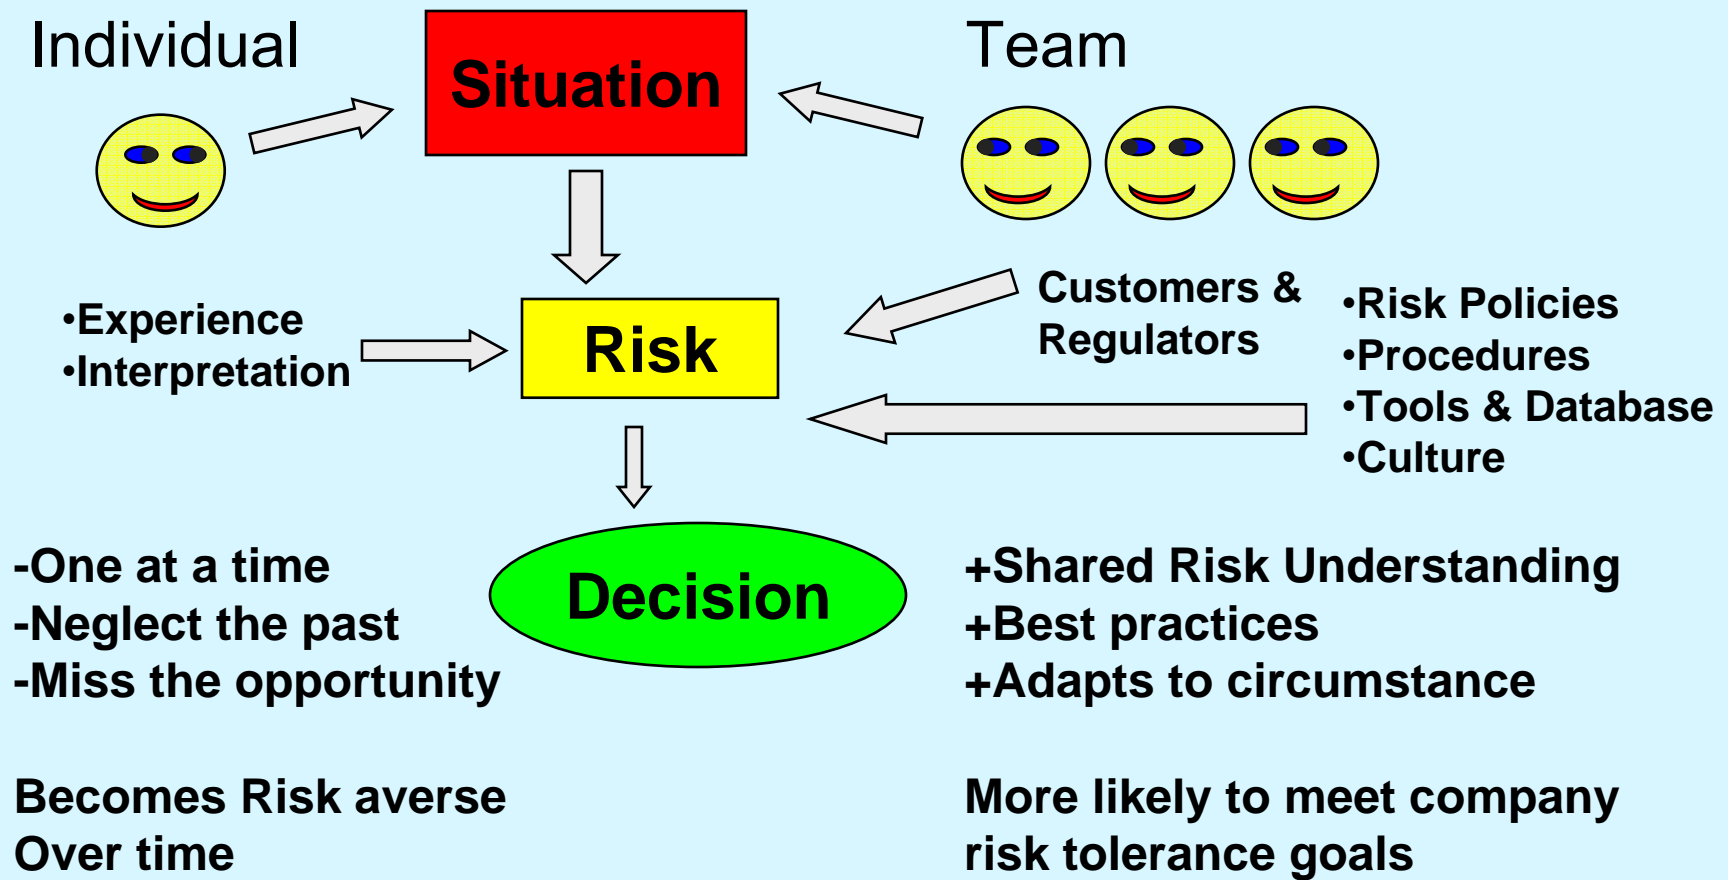 Individual
Situation
Team
•Experience
•Interpretation
Risk
Customers &
Regulators
•Risk Policies
•Procedures
•Tools & Database
•Culture
-One at a time
-Neglect the past
-Miss the opportunity
Decision
+Shared Risk Understanding
+Best practices
+Adapts to circumstance
Becomes Risk averse
Over time
More likely to meet company
risk tolerance goals